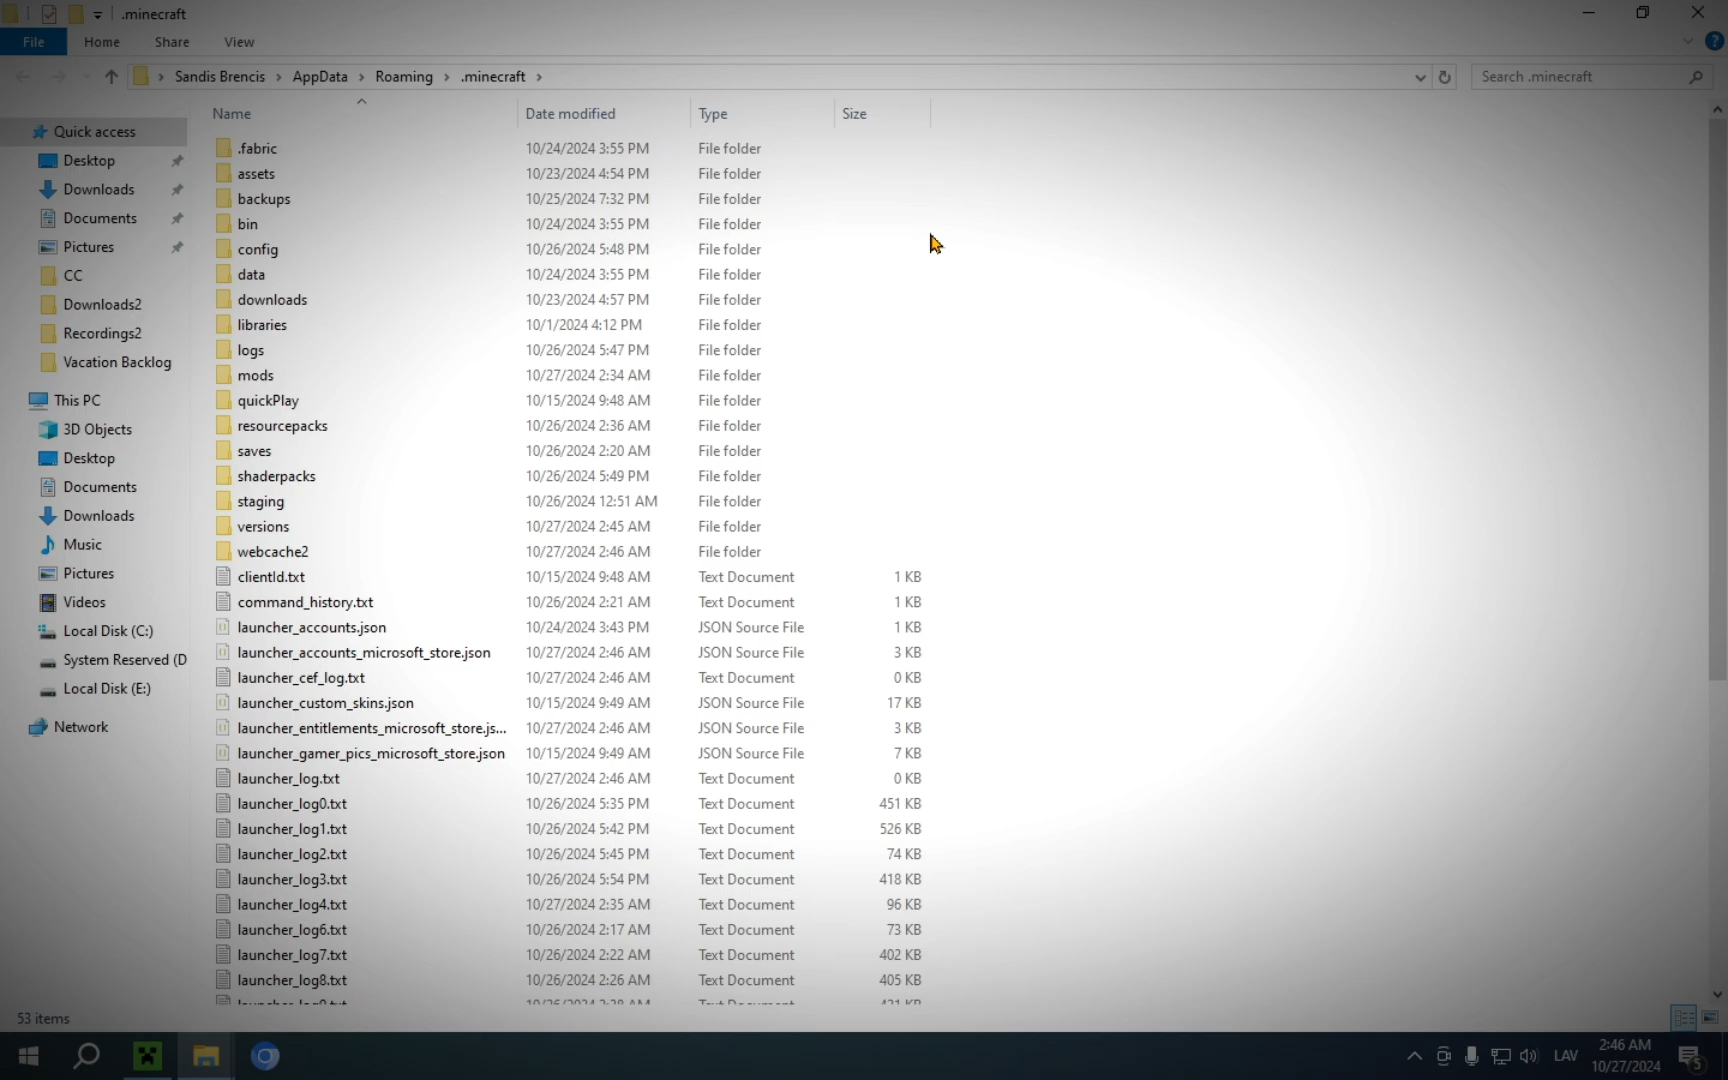 .minecraft
File Home Share View
Sandis Brencis AppData Roaming .minecraft
Search .minecraft
Name Date modified Type Size
Quick access
Desktop
Downloads
Documents
Pictures
CC
Downloads2
Recordings2
Vacation Backlog
This PC
3D Objects
Desktop
Documents
Downloads
Music
Pictures
Videos
Local Disk (C:)
System Reserved (D
Local Disk (E:)
Network
.fabric 10/24/2024 3:55 PM File folder
assets 10/23/2024 4:54 PM File folder
backups 10/25/2024 7:32 PM File folder
bin 10/24/2024 3:55 PM File folder
config 10/26/2024 5:48 PM File folder
data 10/24/2024 3:55 PM File folder
downloads 10/23/2024 4:57 PM File folder
libraries 10/1/2024 4:12 PM File folder
logs 10/26/2024 5:47 PM File folder
mods 10/27/2024 2:34 AM File folder
quickPlay 10/15/2024 9:48 AM File folder
resourcepacks 10/26/2024 2:36 AM File folder
saves 10/26/2024 2:20 AM File folder
shaderpacks 10/26/2024 5:49 PM File folder
staging 10/26/2024 12:51 AM File folder
versions 10/27/2024 2:45 AM File folder
webcache2 10/27/2024 2:46 AM File folder
clientId.txt 10/15/2024 9:48 AM Text Document 1 KB
command_history.txt 10/26/2024 2:21 AM Text Document 1 KB
launcher_accounts.json 10/24/2024 3:43 PM JSON Source File 1 KB
launcher_accounts_microsoft_store.json 10/27/2024 2:46 AM JSON Source File 3 KB
launcher_cef_log.txt 10/27/2024 2:46 AM Text Document 0 KB
launcher_custom_skins.json 10/15/2024 9:49 AM JSON Source File 17 KB
launcher_entitlements_microsoft_store.js... 10/27/2024 2:46 AM JSON Source File 3 KB
launcher_gamer_pics_microsoft_store.json 10/15/2024 9:49 AM JSON Source File 7 KB
launcher_log.txt 10/27/2024 2:46 AM Text Document 0 KB
launcher_log0.txt 10/26/2024 5:35 PM Text Document 451 KB
launcher_log1.txt 10/26/2024 5:42 PM Text Document 526 KB
launcher_log2.txt 10/26/2024 5:45 PM Text Document 74 KB
launcher_log3.txt 10/26/2024 5:54 PM Text Document 418 KB
launcher_log4.txt 10/27/2024 2:35 AM Text Document 96 KB
launcher_log6.txt 10/26/2024 2:17 AM Text Document 73 KB
launcher_log7.txt 10/26/2024 2:22 AM Text Document 402 KB
launcher_log8.txt 10/26/2024 2:26 AM Text Document 405 KB
53 items
LAV
2:46 AM
10/27/2024
5